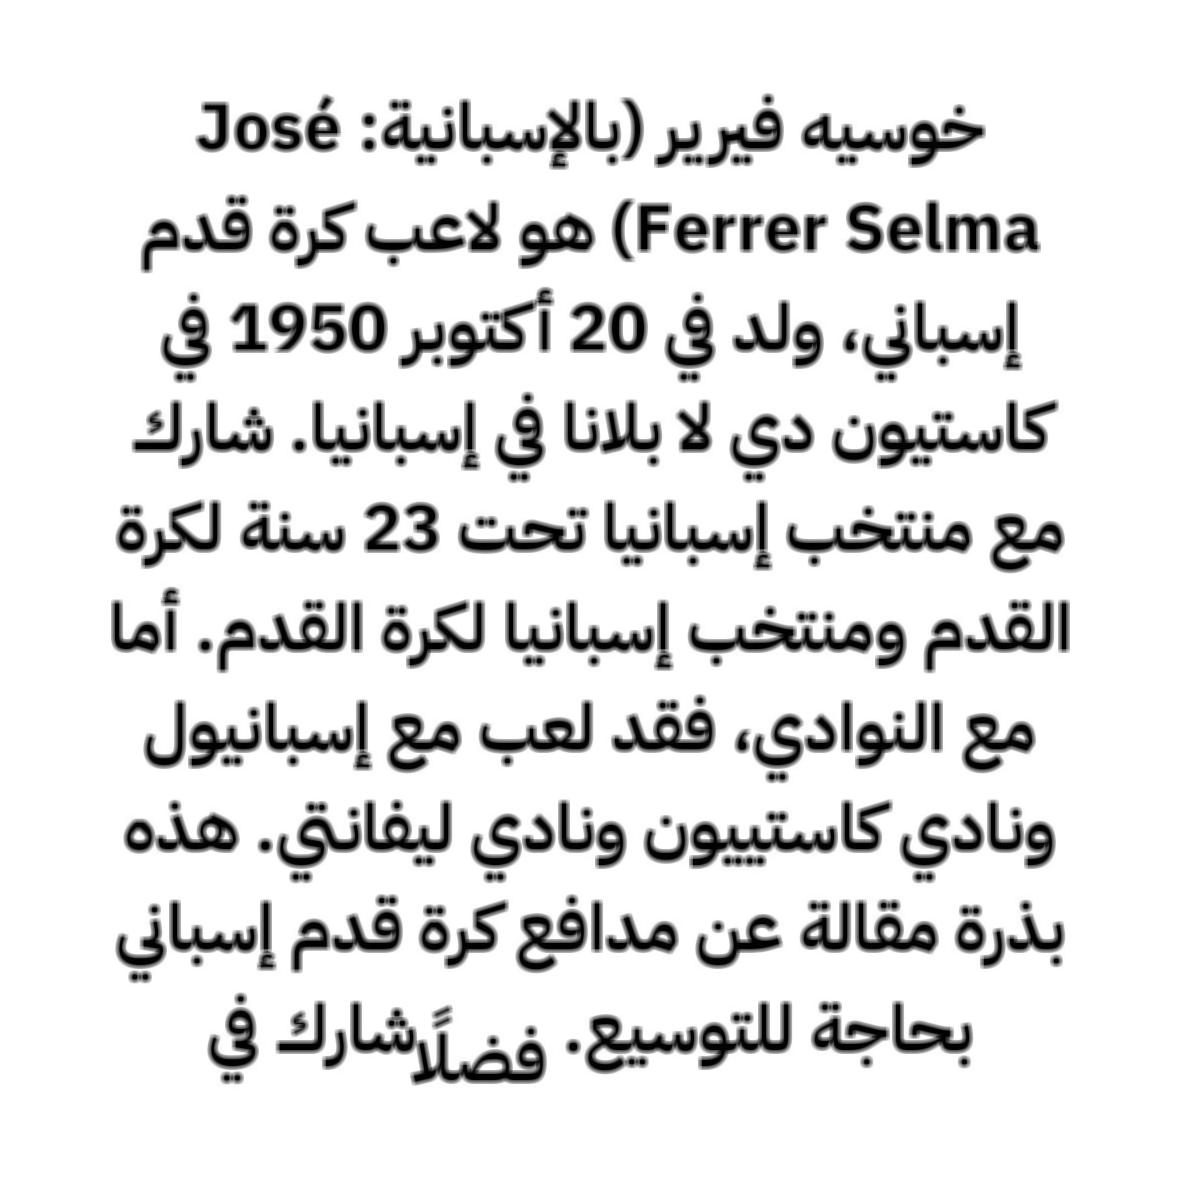 خوسيه فيرير (بالإسبانية: José
Ferrer Selma) هو لاعب كرة قدم
إسباني، ولد في 20 أكتوبر 1950 في
كاستيون دي لا بلانا في إسبانيا. شارك
مع منتخب إسبانيا تحت 23 سنة لكرة
القدم ومنتخب إسبانيا لكرة القدم. أما
مع النوادي، فقد لعب مع إسبانيول
ونادي كاستييون ونادي ليفانتي. هذه
بذرة مقالة عن مدافع كرة قدم إسباني
بحاجة للتوسيع. فضلًا شارك في